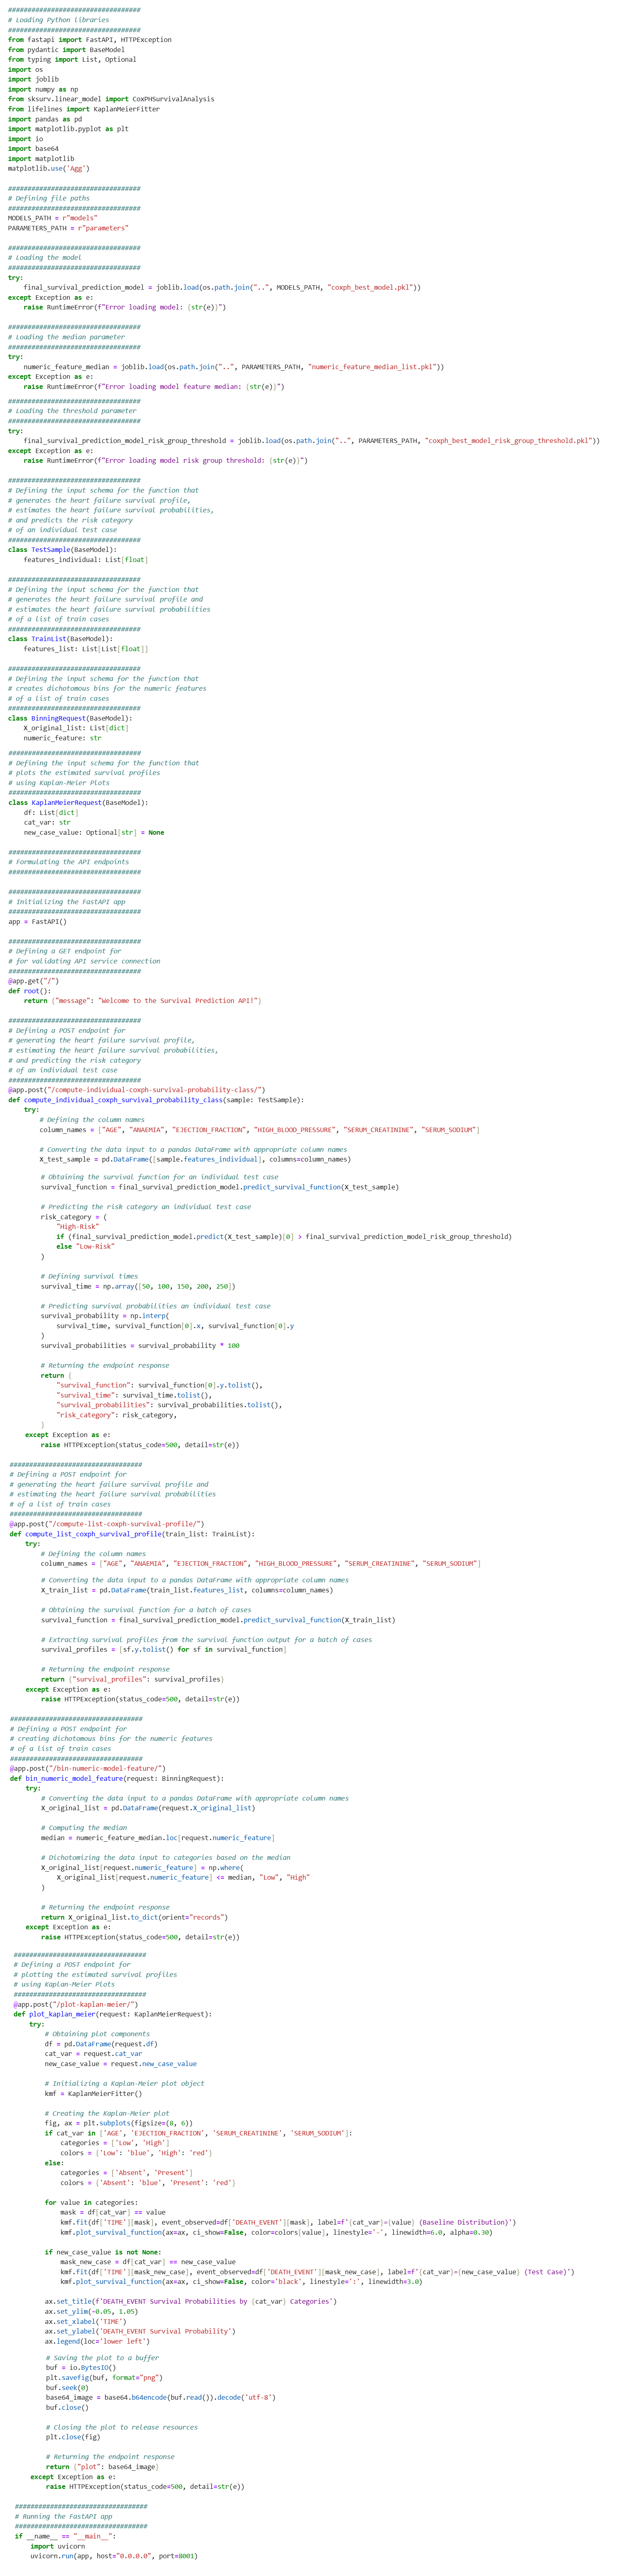 ##################################
# Loading Python libraries
##################################
from fastapi import FastAPI, HTTPException
from pydantic import BaseModel
from typing import List, Optional
import os
import joblib
import numpy as np
from sksurv.linear_model import CoxPHSurvivalAnalysis
from lifelines import KaplanMeierFitter
import pandas as pd
import matplotlib.pyplot as plt
import io
import base64
import matplotlib
matplotlib.use('Agg')

##################################
# Defining file paths
##################################
MODELS_PATH = r"models"
PARAMETERS_PATH = r"parameters"

##################################
# Loading the model
##################################
try:
    final_survival_prediction_model = joblib.load(os.path.join("..", MODELS_PATH, "coxph_best_model.pkl"))
except Exception as e:
    raise RuntimeError(f"Error loading model: {str(e)}")

##################################
# Loading the median parameter
##################################
try:
    numeric_feature_median = joblib.load(os.path.join("..", PARAMETERS_PATH, "numeric_feature_median_list.pkl"))
except Exception as e:
    raise RuntimeError(f"Error loading model feature median: {str(e)}")

##################################
# Loading the threshold parameter
##################################
try:
    final_survival_prediction_model_risk_group_threshold = joblib.load(os.path.join("..", PARAMETERS_PATH, "coxph_best_model_risk_group_threshold.pkl"))
except Exception as e:
    raise RuntimeError(f"Error loading model risk group threshold: {str(e)}")

##################################
# Defining the input schema for the function that
# generates the heart failure survival profile,
# estimates the heart failure survival probabilities,
# and predicts the risk category
# of an individual test case
##################################
class TestSample(BaseModel):
    features_individual: List[float]

##################################
# Defining the input schema for the function that
# generates the heart failure survival profile and
# estimates the heart failure survival probabilities
# of a list of train cases
##################################
class TrainList(BaseModel):
    features_list: List[List[float]]

##################################
# Defining the input schema for the function that
# creates dichotomous bins for the numeric features
# of a list of train cases
##################################
class BinningRequest(BaseModel):
    X_original_list: List[dict]
    numeric_feature: str

##################################
# Defining the input schema for the function that
# plots the estimated survival profiles
# using Kaplan-Meier Plots
##################################
class KaplanMeierRequest(BaseModel):
    df: List[dict]
    cat_var: str
    new_case_value: Optional[str] = None

##################################
# Formulating the API endpoints
##################################

##################################
# Initializing the FastAPI app
##################################
app = FastAPI()

##################################
# Defining a GET endpoint for
# for validating API service connection
##################################
@app.get("/")
def root():
    return {"message": "Welcome to the Survival Prediction API!"}

##################################
# Defining a POST endpoint for
# generating the heart failure survival profile,
# estimating the heart failure survival probabilities,
# and predicting the risk category
# of an individual test case
##################################
@app.post("/compute-individual-coxph-survival-probability-class/")
def compute_individual_coxph_survival_probability_class(sample: TestSample):
    try:
        # Defining the column names
        column_names = ["AGE", "ANAEMIA", "EJECTION_FRACTION", "HIGH_BLOOD_PRESSURE", "SERUM_CREATININE", "SERUM_SODIUM"]

        # Converting the data input to a pandas DataFrame with appropriate column names
        X_test_sample = pd.DataFrame([sample.features_individual], columns=column_names)

        # Obtaining the survival function for an individual test case
        survival_function = final_survival_prediction_model.predict_survival_function(X_test_sample)

        # Predicting the risk category an individual test case
        risk_category = (
            "High-Risk"
            if (final_survival_prediction_model.predict(X_test_sample)[0] > final_survival_prediction_model_risk_group_threshold)
            else "Low-Risk"
        )

        # Defining survival times
        survival_time = np.array([50, 100, 150, 200, 250])

        # Predicting survival probabilities an individual test case
        survival_probability = np.interp(
            survival_time, survival_function[0].x, survival_function[0].y
        )
        survival_probabilities = survival_probability * 100

        # Returning the endpoint response
        return {
            "survival_function": survival_function[0].y.tolist(),
            "survival_time": survival_time.tolist(),
            "survival_probabilities": survival_probabilities.tolist(),
            "risk_category": risk_category,
        }
    except Exception as e:
        raise HTTPException(status_code=500, detail=str(e))

##################################
# Defining a POST endpoint for
# generating the heart failure survival profile and
# estimating the heart failure survival probabilities
# of a list of train cases
##################################
@app.post("/compute-list-coxph-survival-profile/")
def compute_list_coxph_survival_profile(train_list: TrainList):
    try:
        # Defining the column names
        column_names = ["AGE", "ANAEMIA", "EJECTION_FRACTION", "HIGH_BLOOD_PRESSURE", "SERUM_CREATININE", "SERUM_SODIUM"]

        # Converting the data input to a pandas DataFrame with appropriate column names
        X_train_list = pd.DataFrame(train_list.features_list, columns=column_names)

        # Obtaining the survival function for a batch of cases
        survival_function = final_survival_prediction_model.predict_survival_function(X_train_list)

        # Extracting survival profiles from the survival function output for a batch of cases
        survival_profiles = [sf.y.tolist() for sf in survival_function]

        # Returning the endpoint response
        return {"survival_profiles": survival_profiles}
    except Exception as e:
        raise HTTPException(status_code=500, detail=str(e))

##################################
# Defining a POST endpoint for
# creating dichotomous bins for the numeric features
# of a list of train cases
##################################
@app.post("/bin-numeric-model-feature/")
def bin_numeric_model_feature(request: BinningRequest):
    try:
        # Converting the data input to a pandas DataFrame with appropriate column names
        X_original_list = pd.DataFrame(request.X_original_list)

        # Computing the median
        median = numeric_feature_median.loc[request.numeric_feature]

        # Dichotomizing the data input to categories based on the median
        X_original_list[request.numeric_feature] = np.where(
            X_original_list[request.numeric_feature] <= median, "Low", "High"
        )

        # Returning the endpoint response
        return X_original_list.to_dict(orient="records")
    except Exception as e:
        raise HTTPException(status_code=500, detail=str(e))

##################################
# Defining a POST endpoint for
# plotting the estimated survival profiles
# using Kaplan-Meier Plots
##################################
@app.post("/plot-kaplan-meier/")
def plot_kaplan_meier(request: KaplanMeierRequest):
    try:
        # Obtaining plot components
        df = pd.DataFrame(request.df)
        cat_var = request.cat_var
        new_case_value = request.new_case_value

        # Initializing a Kaplan-Meier plot object
        kmf = KaplanMeierFitter()

        # Creating the Kaplan-Meier plot
        fig, ax = plt.subplots(figsize=(8, 6))
        if cat_var in ['AGE', 'EJECTION_FRACTION', 'SERUM_CREATININE', 'SERUM_SODIUM']:
            categories = ['Low', 'High']
            colors = {'Low': 'blue', 'High': 'red'}
        else:
            categories = ['Absent', 'Present']
            colors = {'Absent': 'blue', 'Present': 'red'}

        for value in categories:
            mask = df[cat_var] == value
            kmf.fit(df['TIME'][mask], event_observed=df['DEATH_EVENT'][mask], label=f'{cat_var}={value} (Baseline Distribution)')
            kmf.plot_survival_function(ax=ax, ci_show=False, color=colors[value], linestyle='-', linewidth=6.0, alpha=0.30)

        if new_case_value is not None:
            mask_new_case = df[cat_var] == new_case_value
            kmf.fit(df['TIME'][mask_new_case], event_observed=df['DEATH_EVENT'][mask_new_case], label=f'{cat_var}={new_case_value} (Test Case)')
            kmf.plot_survival_function(ax=ax, ci_show=False, color='black', linestyle=':', linewidth=3.0)

        ax.set_title(f'DEATH_EVENT Survival Probabilities by {cat_var} Categories')
        ax.set_ylim(-0.05, 1.05)
        ax.set_xlabel('TIME')
        ax.set_ylabel('DEATH_EVENT Survival Probability')
        ax.legend(loc='lower left')

        # Saving the plot to a buffer
        buf = io.BytesIO()
        plt.savefig(buf, format="png")
        buf.seek(0)
        base64_image = base64.b64encode(buf.read()).decode('utf-8')
        buf.close()

        # Closing the plot to release resources
        plt.close(fig)

        # Returning the endpoint response
        return {"plot": base64_image}
    except Exception as e:
        raise HTTPException(status_code=500, detail=str(e))

##################################
# Running the FastAPI app
##################################
if __name__ == "__main__":
    import uvicorn
    uvicorn.run(app, host="0.0.0.0", port=8001)